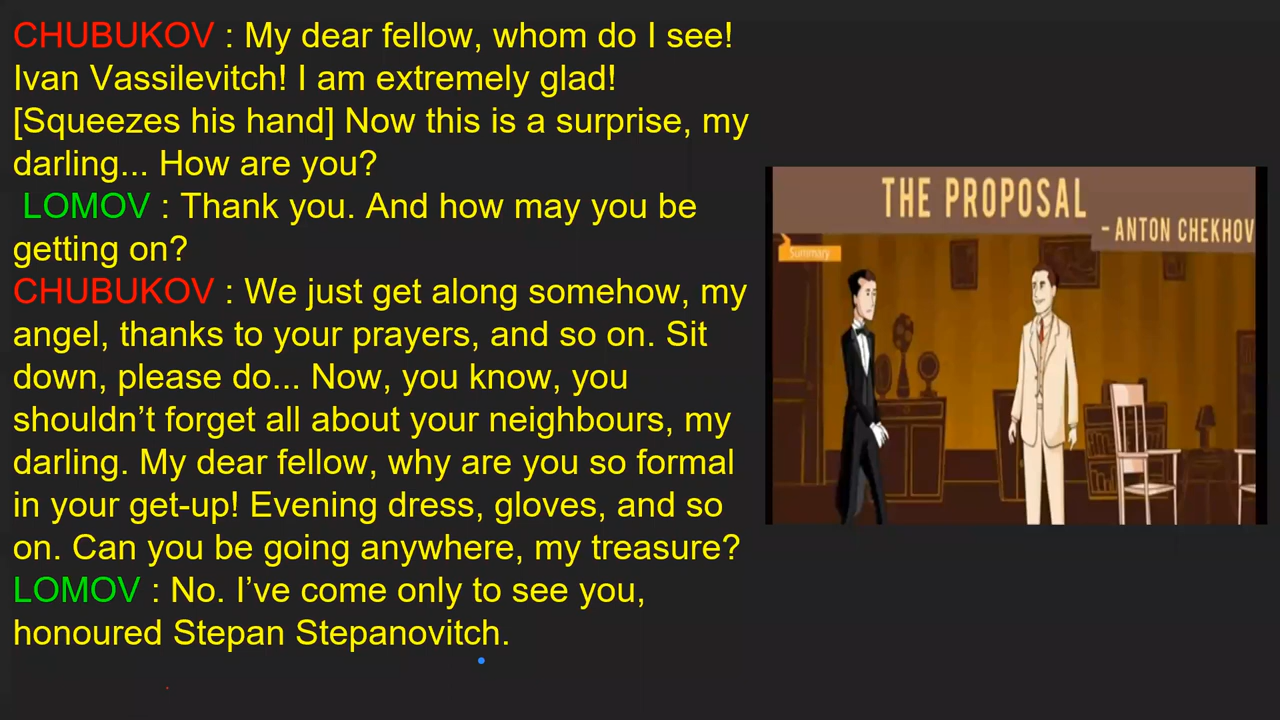 CHUBUKOV : My dear fellow, whom do I see!
Ivan Vassilevitch! I am extremely glad!
[Squeezes his hand] Now this is a surprise, my
darling... How are you?
LOMOV : Thank you. And how may you be
getting on?
CHUBUKOV : We just get along somehow, my
angel, thanks to your prayers, and so on. Sit
down, please do... Now, you know, you
shouldn’t forget all about your neighbours, my
darling. My dear fellow, why are you so formal
in your get-up! Evening dress, gloves, and so
on. Can you be going anywhere, my treasure?
LOMOV : No. I’ve come only to see you,
honoured Stepan Stepanovitch.
THE PROPOSAL
- ANTON CHEKHOV
Summary